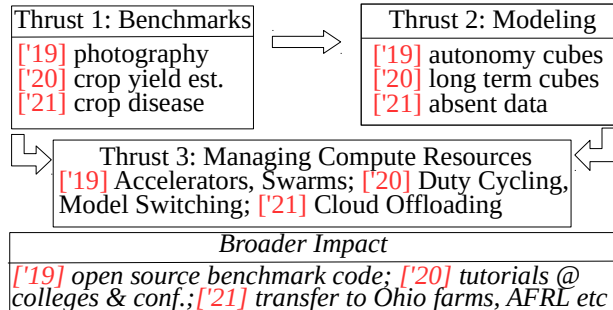 Thrust 1: Benchmarks
['19] photography
['20] crop yield est.
['21] crop disease
Thrust 2: Modeling
['19] autonomy cubes
['20] long term cubes
['21] absent data
Thrust 3: Managing Compute Resources
['19] Accelerators, Swarms; ['20] Duty Cycling,
Model Switching; ['21] Cloud Offloading
Broader Impact
['19] open source benchmark code; ['20] tutorials @
colleges & conf.;['21] transfer to Ohio farms, AFRL etc